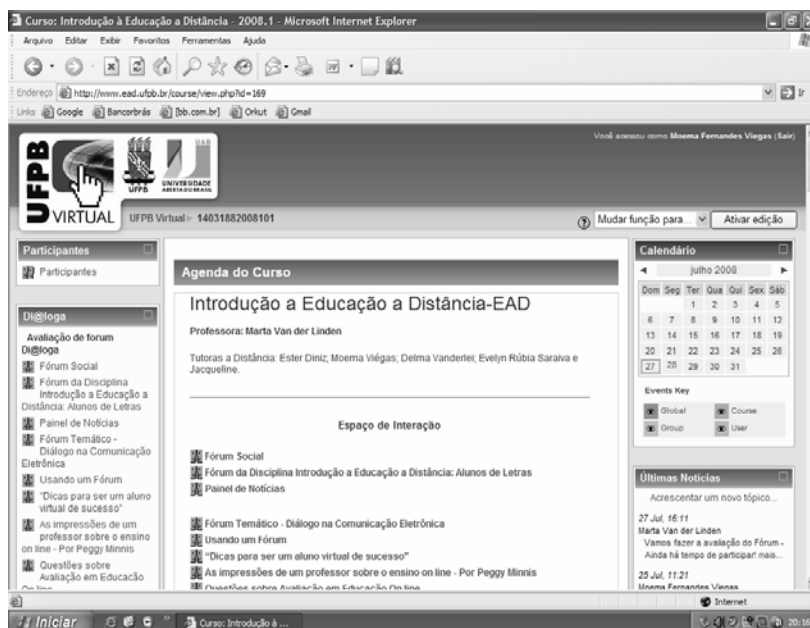 Curso: Introdução à Educação a Distância - 2008.1 - Microsoft Internet Explorer
Arquivo Editar Exibir Favoritos Ferramentas Ajuda
Endereço http://www.ead.ufpb.br/course/view.php?id=169 Ir
Links Google Bancorbrás [bb.com.br] Orkut Gmail
Você acessou como Moema Fernandes Viegas (Sair)
UFPB
VIRTUAL
UFPB
UAB
UNIVERSIDADE
ABERTA DO BRASIL
UFPB Virtual 14031882008101
Mudar função para... Ativar edição
Participantes
Participantes
Di@loga
Avaliação de forum
Di@loga
Fórum Social
Fórum da Disciplina
Introdução a Educação a
Distância: Alunos de Letras
Painel de Notícias
Fórum Temático -
Diálogo na Comunicação
Eletrônica
Usando um Fórum
"Dicas para ser um aluno
virtual de sucesso"
As impressões de um
professor sobre o ensino
on line - Por Peggy Minnis
Questões sobre
Avaliação em Educação
Agenda do Curso
Introdução a Educação a Distância-EAD
Professora: Marta Van der Linden
Tutoras a Distância: Ester Diniz; Moema Viégas; Delma Vanderlei; Evelyn Rúbia Saraiva e
Jacqueline.
Espaço de Interação
Fórum Social
Fórum da Disciplina Introdução a Educação a Distância: Alunos de Letras
Painel de Notícias
Fórum Temático - Diálogo na Comunicação Eletrônica
Usando um Fórum
"Dicas para ser um aluno virtual de sucesso"
As impressões de um professor sobre o ensino on line - Por Peggy Minnis
Questões sobre Avaliação em Educação On line
Calendário
julho 2008
Dom Seg Ter Qua Qui Sex Sáb
1 2 3 4 5
6 7 8 9 10 11 12
13 14 15 16 17 18 19
20 21 22 23 24 25 26
27 28 29 30 31
Events Key
Global Course
Group User
Últimas Notícias
Acrescentar um novo tópico...
27 Jul, 16:11
Marta Van der Linden
Vamos fazer a avaliação do Fórum -
Ainda há tempo de participar! mais...
25 Jul, 11:21
Moema Fernandes Viegas
Internet
Iniciar Curso: Introdução à ... 20:16